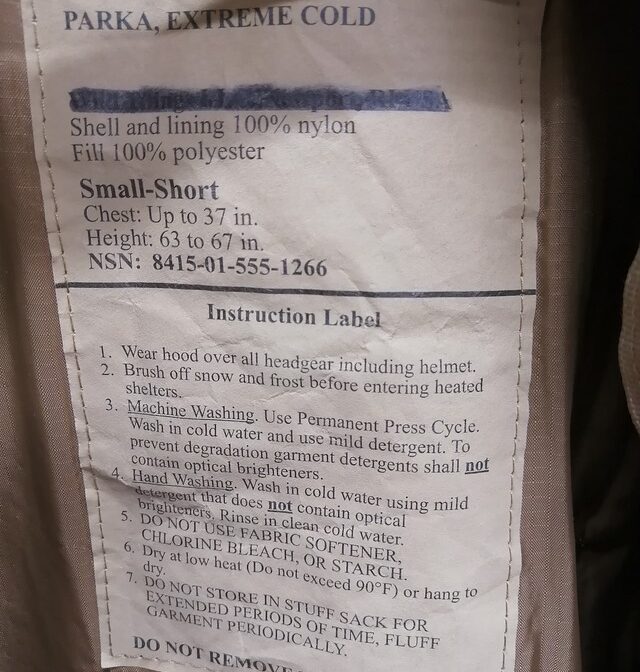 PARKA, EXTREME COLD
Shell and lining 100% nylon
Fill 100% polyester
Small-Short
Chest: Up to 37 in.
Height: 63 to 67 in.
NSN: 8415-01-555-1266
Instruction Label
1. Wear hood over all headgear including helmet.
2. Brush off snow and frost before entering heated
shelters.
3. Machine Washing. Use Permanent Press Cycle.
Wash in cold water and use mild detergent. To
prevent degradation garment detergents shall not
contain optical brighteners.
4. Hand Washing. Wash in cold water using mild
detergent that does not contain optical
brighteners. Rinse in clean cold water.
5. DO NOT USE FABRIC SOFTENER,
CHLORINE BLEACH, OR STARCH.
6. Dry at low heat (Do not exceed 90°F) or hang to
dry.
7. DO NOT STORE IN STUFF SACK FOR
EXTENDED PERIODS OF TIME, FLUFF
GARMENT PERIODICALLY.
DO NOT REMOVE